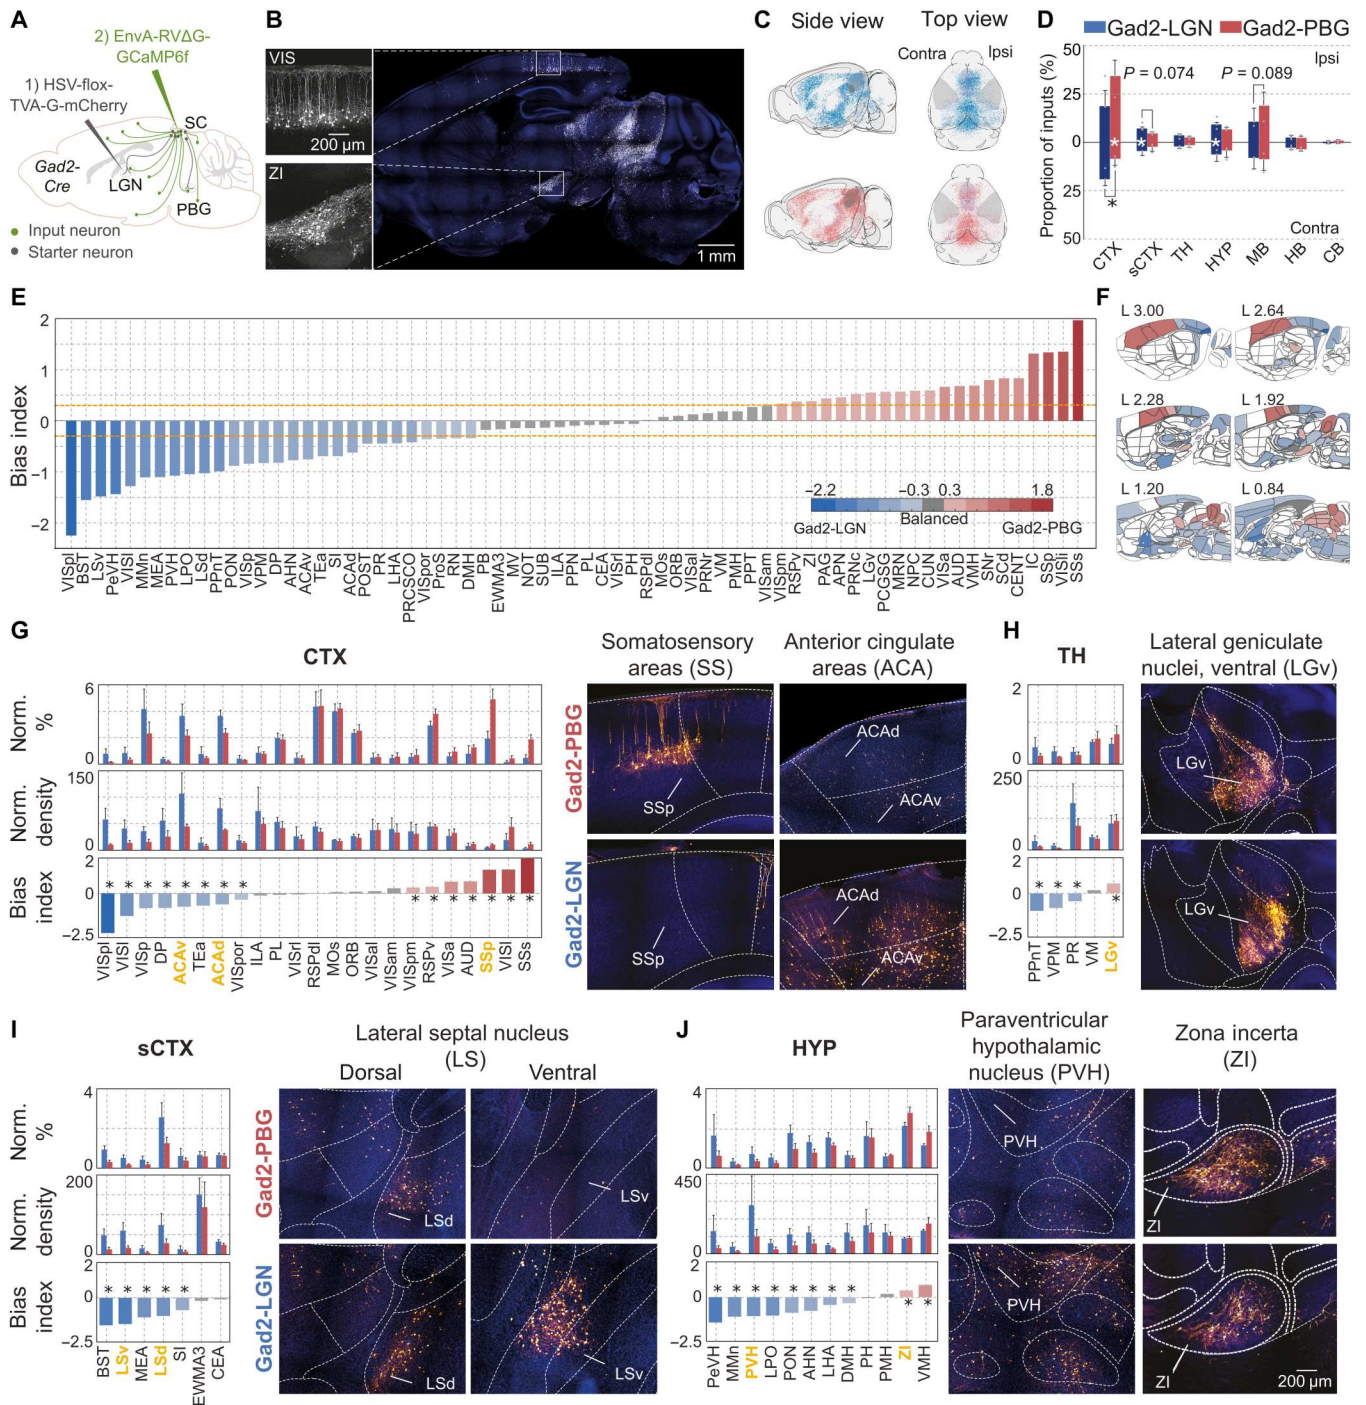 A
2) EnvA-RVΔG-
GCaMP6f
1) HSV-flox-
TVA-G-mCherry
SC
Gad2-
Cre
LGN
PBG
Input neuron
Starter neuron
B
VIS
200 µm
ZI
1 mm
C
Side view
Top view
Contra
Ipsi
D
Gad2-LGN
Gad2-PBG
Proportion of inputs (%)
50
25
0
25
50
Ipsi
P = 0.074
P = 0.089
*
*
*
*
Contra
CTX
sCTX
TH
HYP
MB
HB
CB
E
Bias index
2
1
0
−1
−2
−2.2
−0.3
0.3
1.8
Gad2-LGN
Balanced
Gad2-PBG
VISpl
BST
LSv
PeVH
VISl
MMn
MEA
PVH
LPO
LSd
PPnT
PON
VISp
VPM
DP
AHN
ACAv
TEa
SI
ACAd
POST
PR
LHA
PRCSCO
VISpor
ProS
RN
DMH
PB
EWMA3
MV
NOT
SUB
ILA
PPN
PL
CEA
VISrl
PH
RSPdl
MOs
ORB
VISal
PRNr
VM
PMH
PPT
VISam
VISpm
RSPv
ZI
PAG
APN
PRNc
LGv
PCGSG
MRN
NPC
CUN
VISa
AUD
VMH
SNr
SCd
CENT
IC
SSp
VISli
SSs
F
L 3.00
L 2.64
L 2.28
L 1.92
L 1.20
L 0.84
G
CTX
Norm.
%
6
0
Norm.
density
150
0
Bias
index
2
0
−2.5
* * * * * * * *
* * * * * * *
VISpl
VISl
VISp
DP
ACAv
TEa
ACAd
VISpor
ILA
PL
VISrl
RSPdl
MOs
ORB
VISal
VISam
VISpm
RSPv
VISa
AUD
SSp
VISl
SSs
Somatosensory
areas (SS)
Anterior cingulate
areas (ACA)
Gad2-PBG
SSp
ACAd
ACAv
Gad2-LGN
SSp
ACAd
ACAv
H
TH
2
0
250
0
2
0
−2.5
* * *
*
PPnT
VPM
PR
VM
LGv
Lateral geniculate
nuclei, ventral (LGv)
LGv
LGv
I
sCTX
Norm.
%
4
0
Norm.
density
200
0
Bias
index
2
0
−2.5
* * * * *
BST
LSv
MEA
LSd
SI
EWMA3
CEA
Lateral septal nucleus
(LS)
Dorsal
Ventral
Gad2-PBG
LSd
LSv
Gad2-LGN
LSd
LSv
J
HYP
4
0
450
0
2
0
−2.5
* * * * * * * *
* *
PeVH
MMn
PVH
LPO
PON
AHN
LHA
DMH
PH
PMH
ZI
VMH
Paraventricular
hypothalamic
nucleus (PVH)
Zona incerta
(ZI)
PVH
ZI
PVH
ZI
200 µm